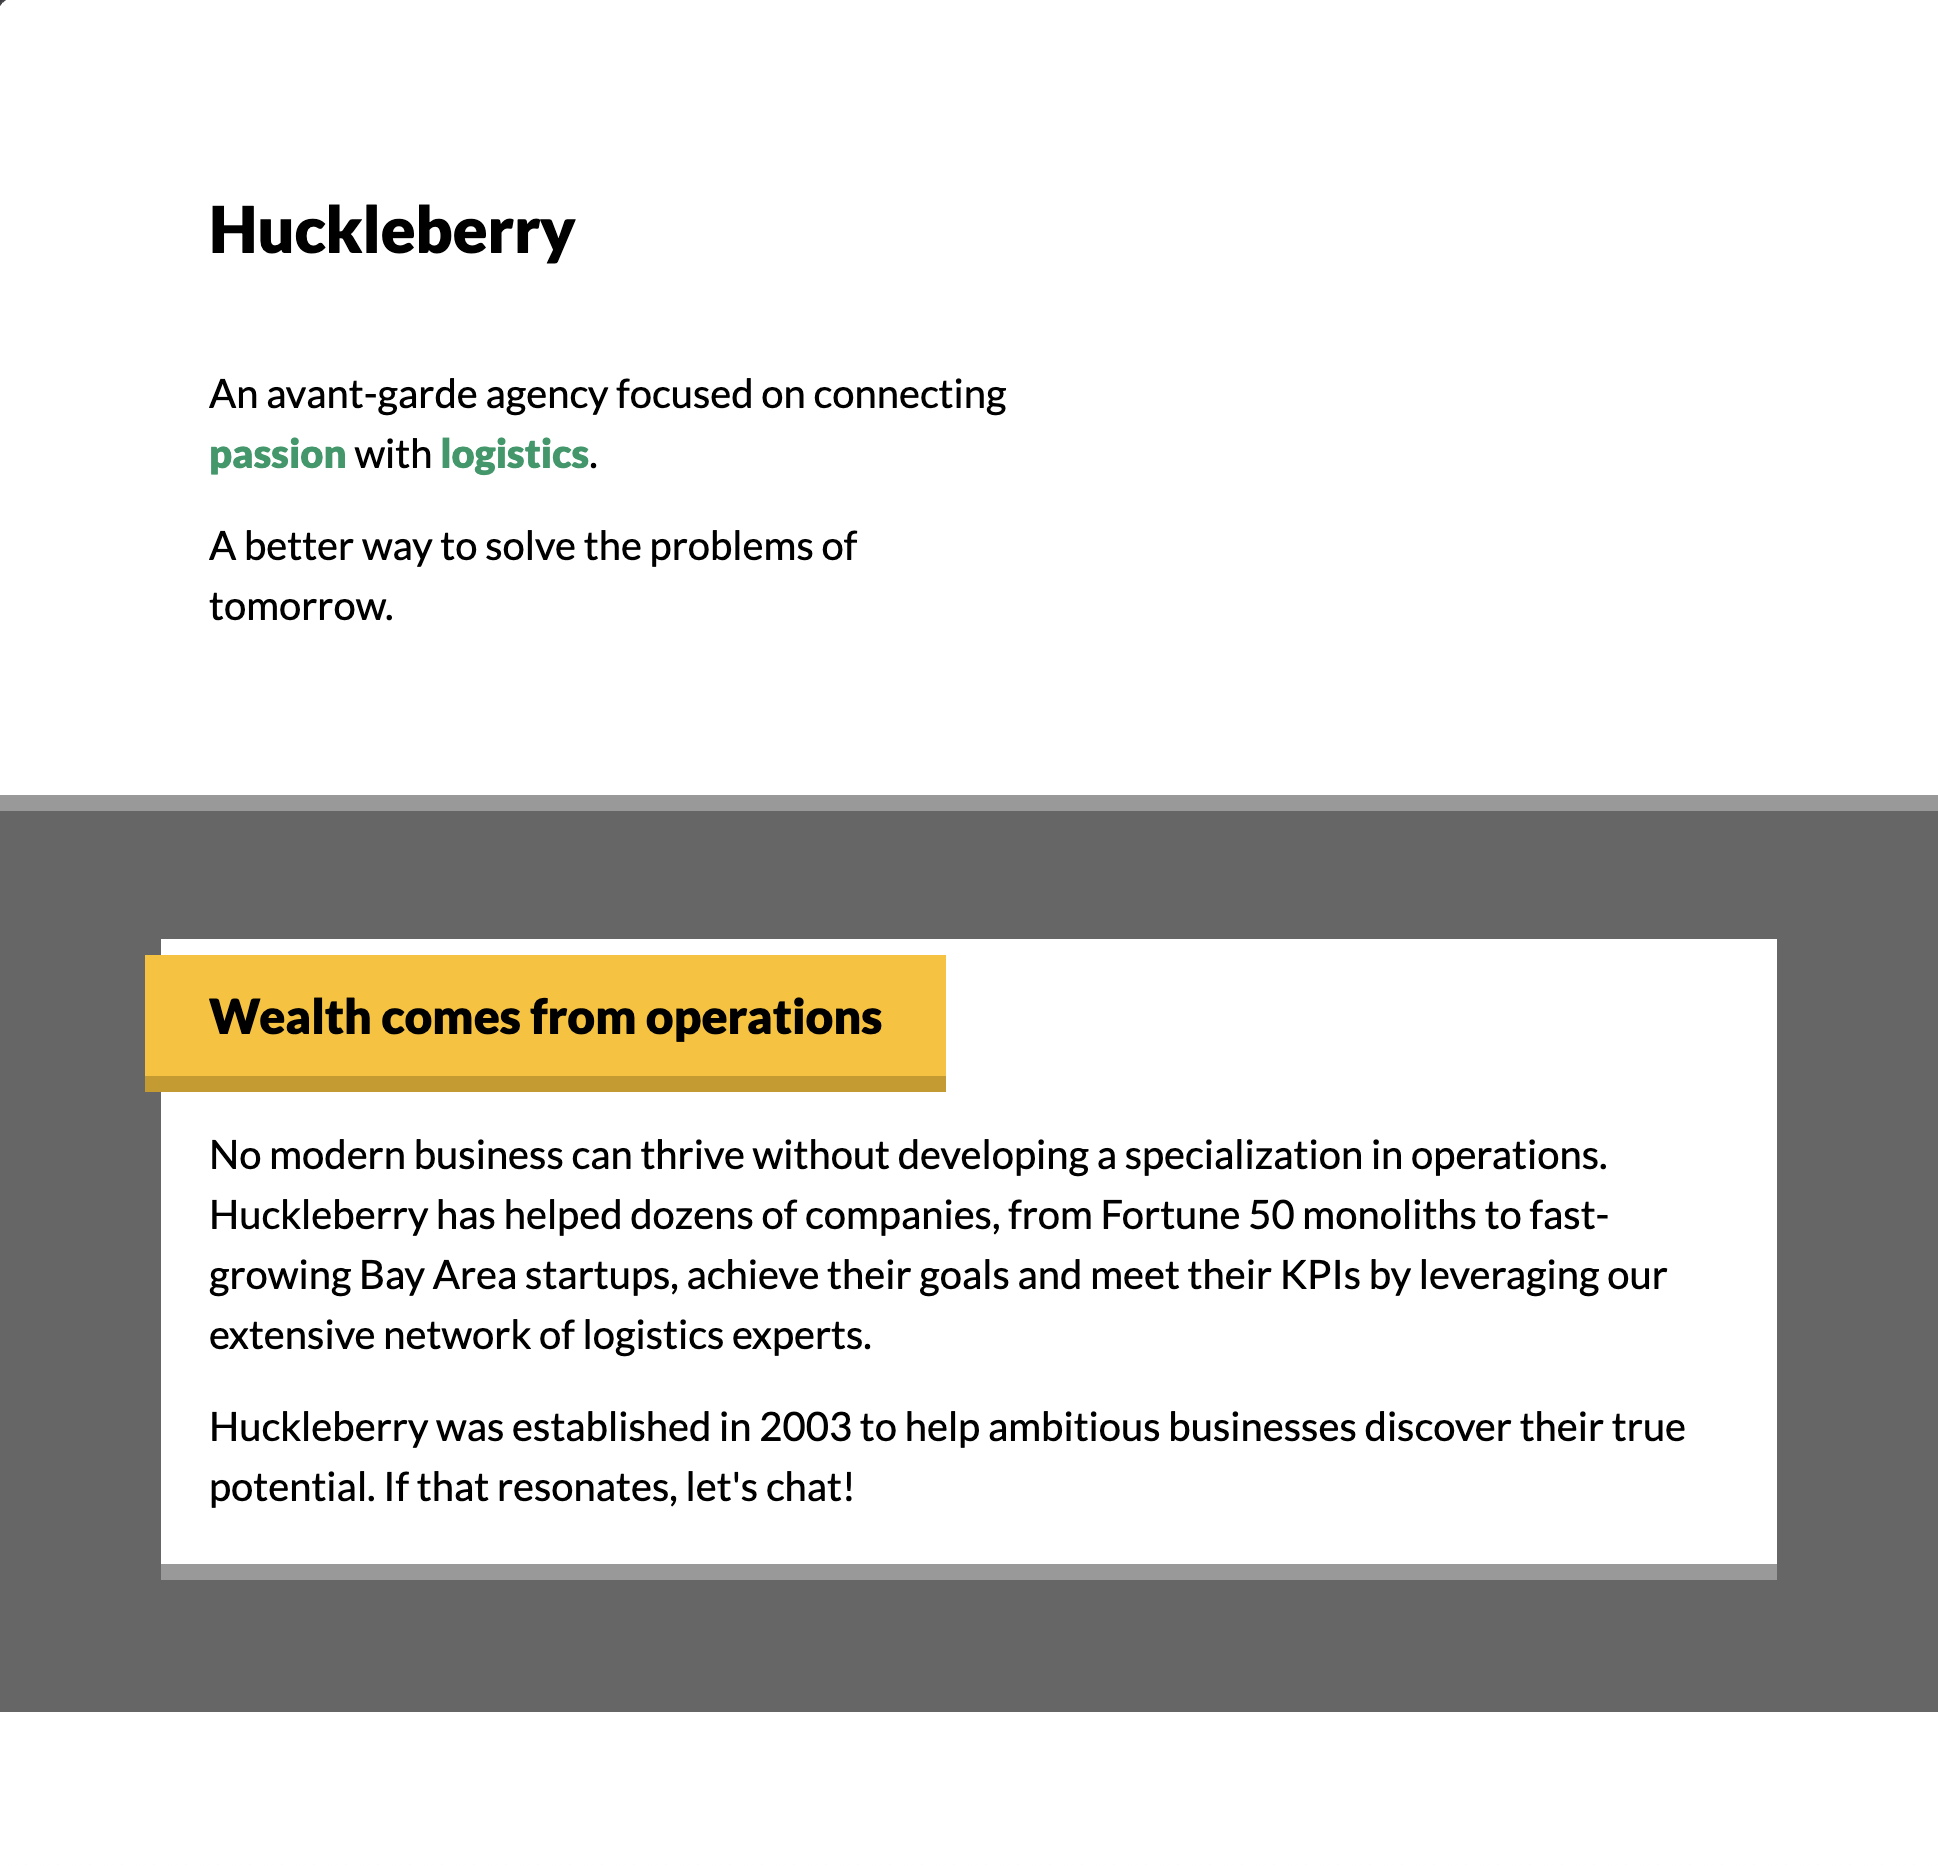 Huckleberry
An avant-garde agency focused on connecting
passion with logistics.
A better way to solve the problems of
tomorrow.
Wealth comes from operations
No modern business can thrive without developing a specialization in operations.
Huckleberry has helped dozens of companies, from Fortune 50 monoliths to fast-
growing Bay Area startups, achieve their goals and meet their KPIs by leveraging our
extensive network of logistics experts.
Huckleberry was established in 2003 to help ambitious businesses discover their true
potential. If that resonates, let's chat!